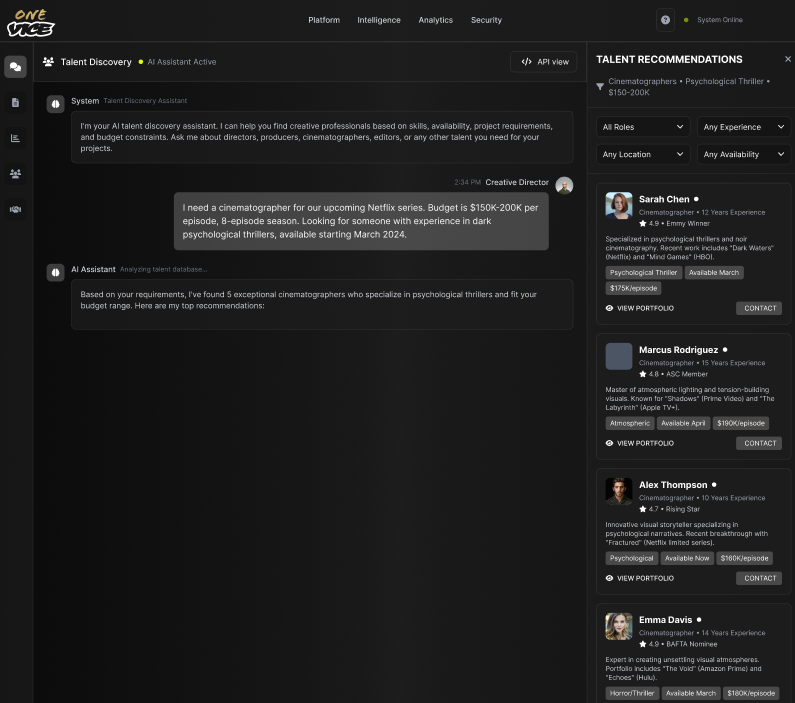 ONE
VICE
Platform
Intelligence
Analytics
Security
System Online
Talent Discovery
AI Assistant Active
API view
System Talent Discovery Assistant
I'm your AI talent discovery assistant. I can help you find creative professionals based on skills, availability, project requirements,
and budget constraints. Ask me about directors, producers, cinematographers, editors, or any other talent you need for your
projects.
2:34 PM Creative Director
I need a cinematographer for our upcoming Netflix series. Budget is $150K-200K per
episode, 8-episode season. Looking for someone with experience in dark
psychological thrillers, available starting March 2024.
AI Assistant Analyzing talent database...
Based on your requirements, I've found 5 exceptional cinematographers who specialize in psychological thrillers and fit your
budget range. Here are my top recommendations:
TALENT RECOMMENDATIONS
Cinematographers • Psychological Thriller •
$150-200K
All Roles
Any Experience
Any Location
Any Availability
Sarah Chen
Cinematographer • 12 Years Experience
4.9 • Emmy Winner
Specialized in psychological thrillers and noir
cinematography. Recent work includes "Dark Waters"
(Netflix) and "Mind Games" (HBO).
Psychological Thriller
Available March
$175K/episode
VIEW PORTFOLIO
CONTACT
Marcus Rodriguez
Cinematographer • 15 Years Experience
4.8 • ASC Member
Master of atmospheric lighting and tension-building
visuals. Known for "Shadows" (Prime Video) and "The
Labyrinth" (Apple TV+).
Atmospheric
Available April
$190K/episode
VIEW PORTFOLIO
CONTACT
Alex Thompson
Cinematographer • 10 Years Experience
4.7 • Rising Star
Innovative visual storyteller specializing in
psychological narratives. Recent breakthrough with
"Fractured" (Netflix limited series).
Psychological
Available Now
$160K/episode
VIEW PORTFOLIO
CONTACT
Emma Davis
Cinematographer • 14 Years Experience
4.9 • BAFTA Nominee
Expert in creating unsettling visual atmospheres.
Portfolio includes "The Void" (Amazon Prime) and
"Echoes" (Hulu).
Horror/Thriller
Available March
$180K/episode